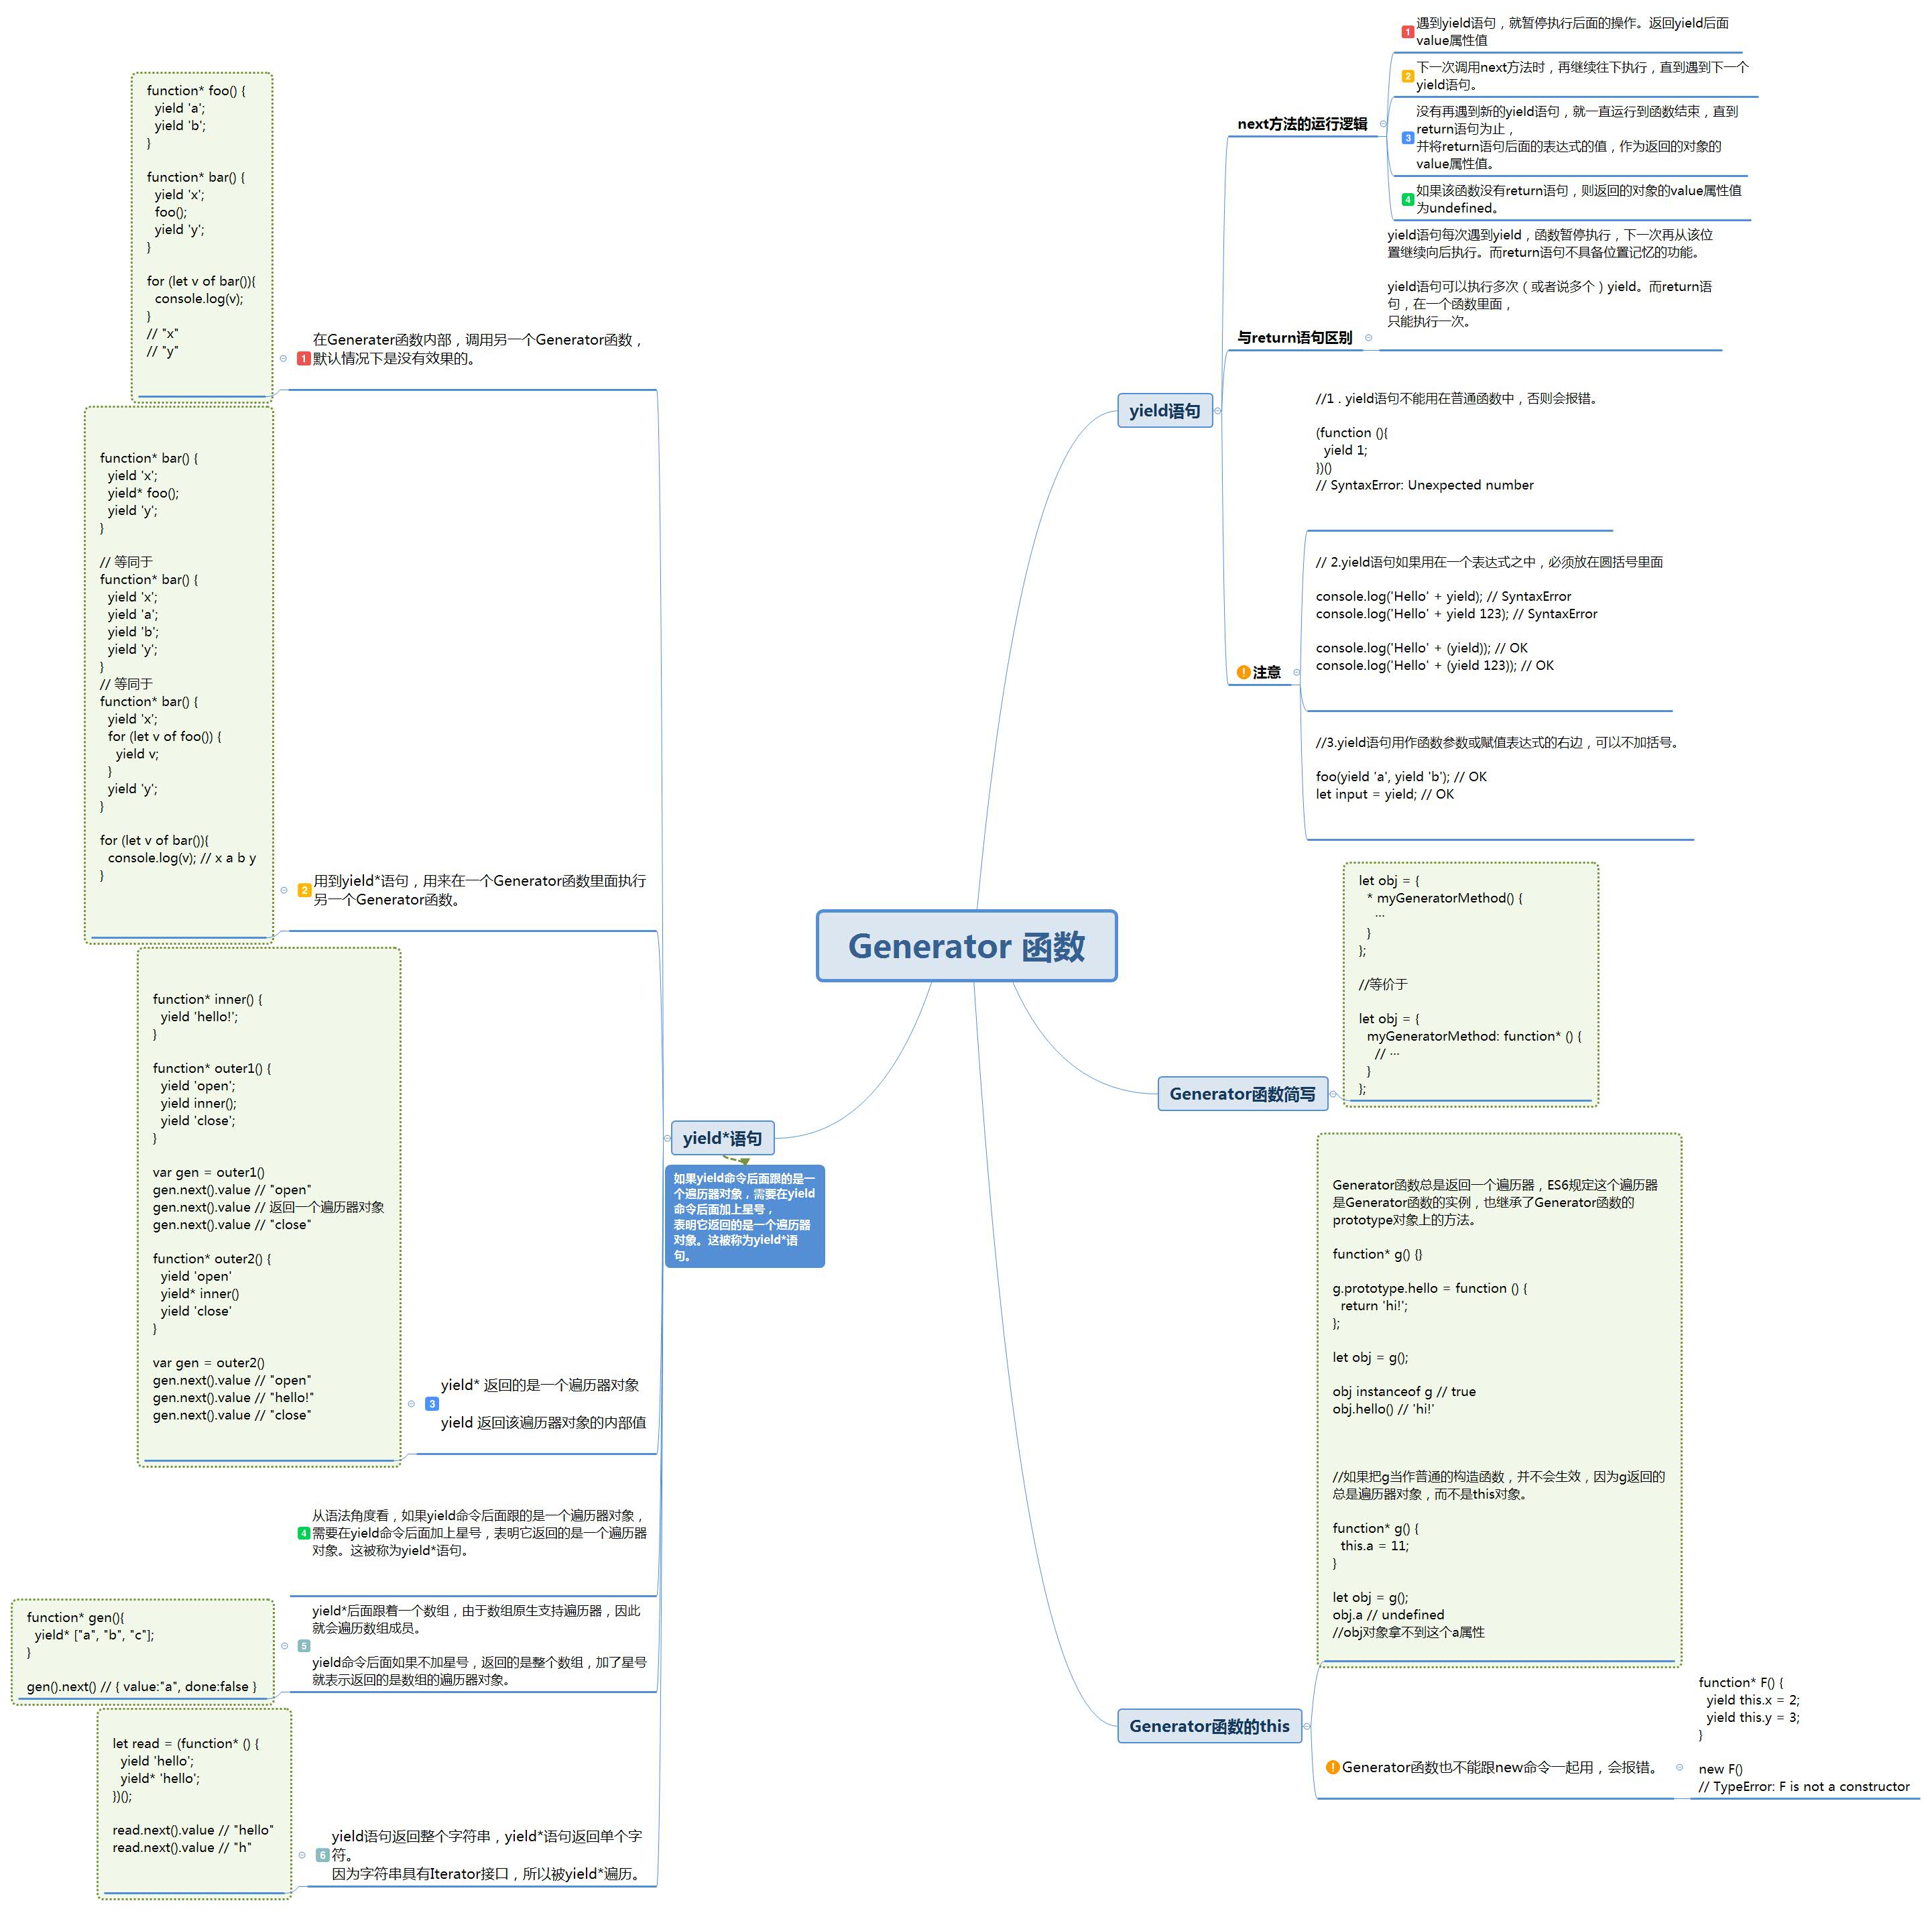 Generator 函数
yield语句
next方法的运行逻辑
1
遇到yield语句，就暂停执行后面的操作。返回yield后面
value属性值
2
下一次调用next方法时，再继续往下执行，直到遇到下一个
yield语句。
3
没有再遇到新的yield语句，就一直运行到函数结束，直到
return语句为止，
并将return语句后面的表达式的值，作为返回的对象的
value属性值。
4
如果该函数没有return语句，则返回的对象的value属性值
为undefined。
与return语句区别
yield语句每次遇到yield，函数暂停执行，下一次再从该位
置继续向后执行。而return语句不具备位置记忆的功能。
yield语句可以执行多次（或者说多个）yield。而return语
句，在一个函数里面，
只能执行一次。
注意
//1．yield语句不能用在普通函数中，否则会报错。
(function (){
yield 1;
})()
// SyntaxError: Unexpected number
// 2.yield语句如果用在一个表达式之中，必须放在圆括号里面
console.log('Hello' + yield); // SyntaxError
console.log('Hello' + yield 123); // SyntaxError
console.log('Hello' + (yield)); // OK
console.log('Hello' + (yield 123)); // OK
//3.yield语句用作函数参数或赋值表达式的右边，可以不加括号。
foo(yield 'a', yield 'b'); // OK
let input = yield; // OK
Generator函数简写
let obj = {
* myGeneratorMethod() {
···
}
};
//等价于
let obj = {
myGeneratorMethod: function* () {
// ···
}
};
Generator函数的this
Generator函数总是返回一个遍历器，ES6规定这个遍历器
是Generator函数的实例，也继承了Generator函数的
prototype对象上的方法。
function* g() {}
g.prototype.hello = function () {
return 'hi!';
};
let obj = g();
obj instanceof g // true
obj.hello() // 'hi!'
//如果把g当作普通的构造函数，并不会生效，因为g返回的
总是遍历器对象，而不是this对象。
function* g() {
this.a = 11;
}
let obj = g();
obj.a // undefined
//obj对象拿不到这个a属性
Generator函数也不能跟new命令一起用，会报错。
function* F() {
yield this.x = 2;
yield this.y = 3;
}
new F()
// TypeError: F is not a constructor
yield*语句
如果yield命令后面跟的是一
个遍历器对象，需要在yield
命令后面加上星号，
表明它返回的是一个遍历器
对象。这被称为yield*语
句。
1
在Generater函数内部，调用另一个Generator函数，
默认情况下是没有效果的。
function* foo() {
yield 'a';
yield 'b';
}
function* bar() {
yield 'x';
foo();
yield 'y';
}
for (let v of bar()){
console.log(v);
}
// "x"
// "y"
2
用到yield*语句，用来在一个Generator函数里面执行
另一个Generator函数。
function* bar() {
yield 'x';
yield* foo();
yield 'y';
}
// 等同于
function* bar() {
yield 'x';
yield 'a';
yield 'b';
yield 'y';
}
// 等同于
function* bar() {
yield 'x';
for (let v of foo()) {
yield v;
}
yield 'y';
}
for (let v of bar()){
console.log(v); // x a b y
}
3
yield* 返回的是一个遍历器对象
yield 返回该遍历器对象的内部值
function* inner() {
yield 'hello!';
}
function* outer1() {
yield 'open';
yield inner();
yield 'close';
}
var gen = outer1()
gen.next().value // "open"
gen.next().value // 返回一个遍历器对象
gen.next().value // "close"
function* outer2() {
yield 'open'
yield* inner()
yield 'close'
}
var gen = outer2()
gen.next().value // "open"
gen.next().value // "hello!"
gen.next().value // "close"
4
从语法角度看，如果yield命令后面跟的是一个遍历器对象，
需要在yield命令后面加上星号，表明它返回的是一个遍历器
对象。这被称为yield*语句。
5
yield*后面跟着一个数组，由于数组原生支持遍历器，因此
就会遍历数组成员。
yield命令后面如果不加星号，返回的是整个数组，加了星号
就表示返回的是数组的遍历器对象。
function* gen(){
yield* ["a", "b", "c"];
}
gen().next() // { value:"a", done:false }
6
yield语句返回整个字符串，yield*语句返回单个字
符。
因为字符串具有Iterator接口，所以被yield*遍历。
let read = (function* () {
yield 'hello';
yield* 'hello';
})();
read.next().value // "hello"
read.next().value // "h"